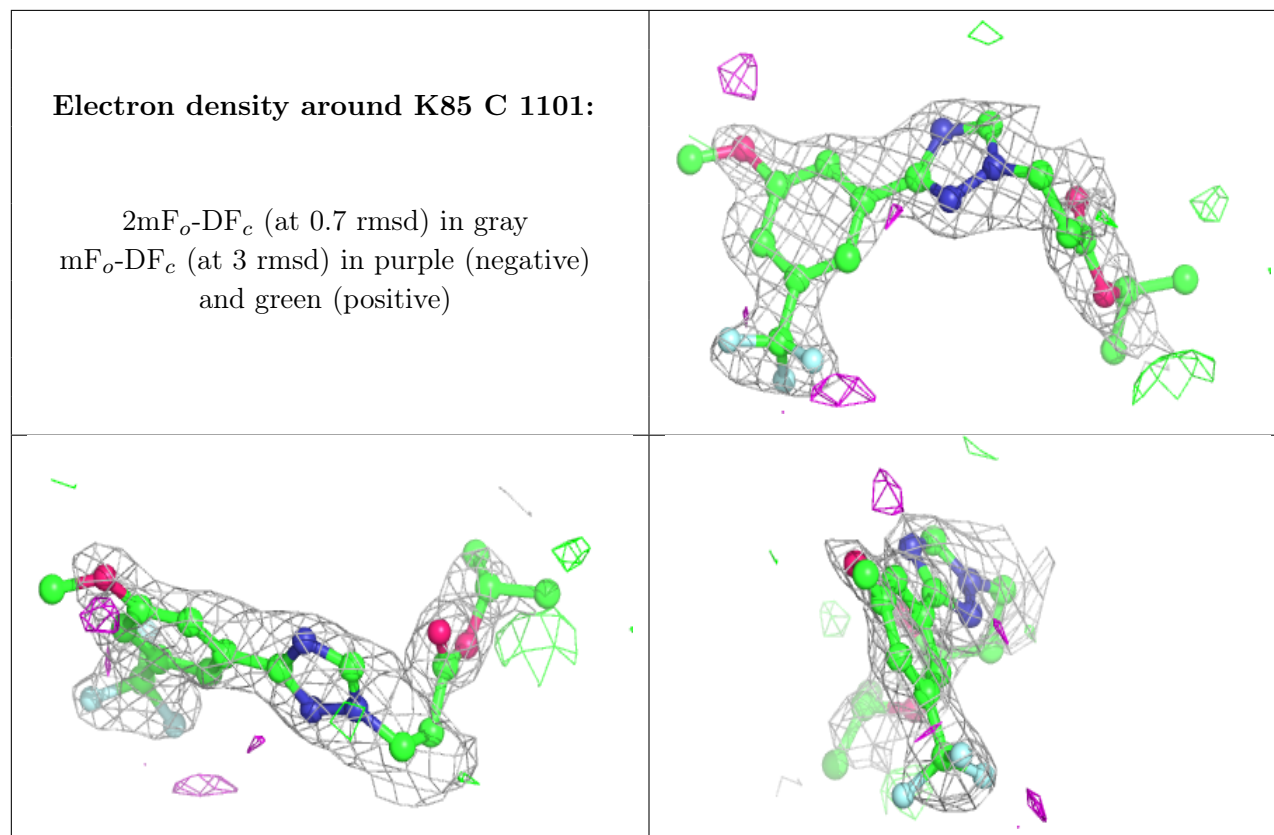 Electron density around K85 C 1101:
2mFo-DFc (at 0.7 rmsd) in gray
mFo-DFc (at 3 rmsd) in purple (negative)
and green (positive)